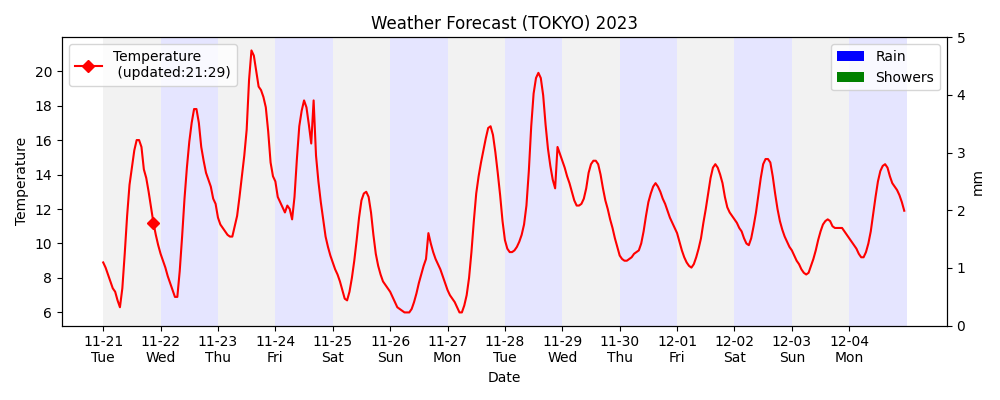 Weather Forecast (TOKYO) 2023
Temperature
(updated:21:29)
Rain
Showers
20
18
16
14
12
10
8
6
Temperature
5
4
3
2
1
0
mm
11-21 11-22 11-23 11-24 11-25 11-26 11-27 11-28 11-29 11-30 12-01 12-02 12-03 12-04
Tue Wed Thu Fri Sat Sun Mon Tue Wed Thu Fri Sat Sun Mon
Date